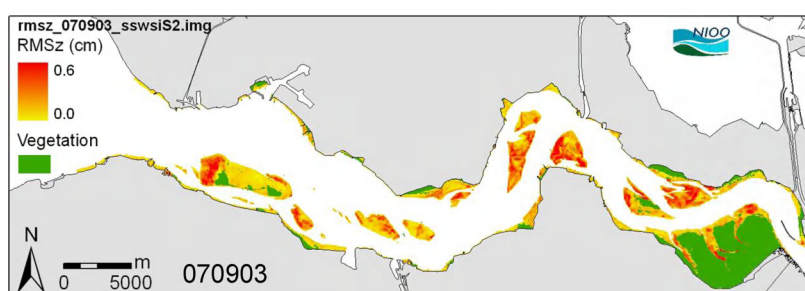 rmsz_070903_sswsiS2.img
RMSz (cm)
0.6
0.0
Vegetation
NIOO
N
0 5000 m
070903